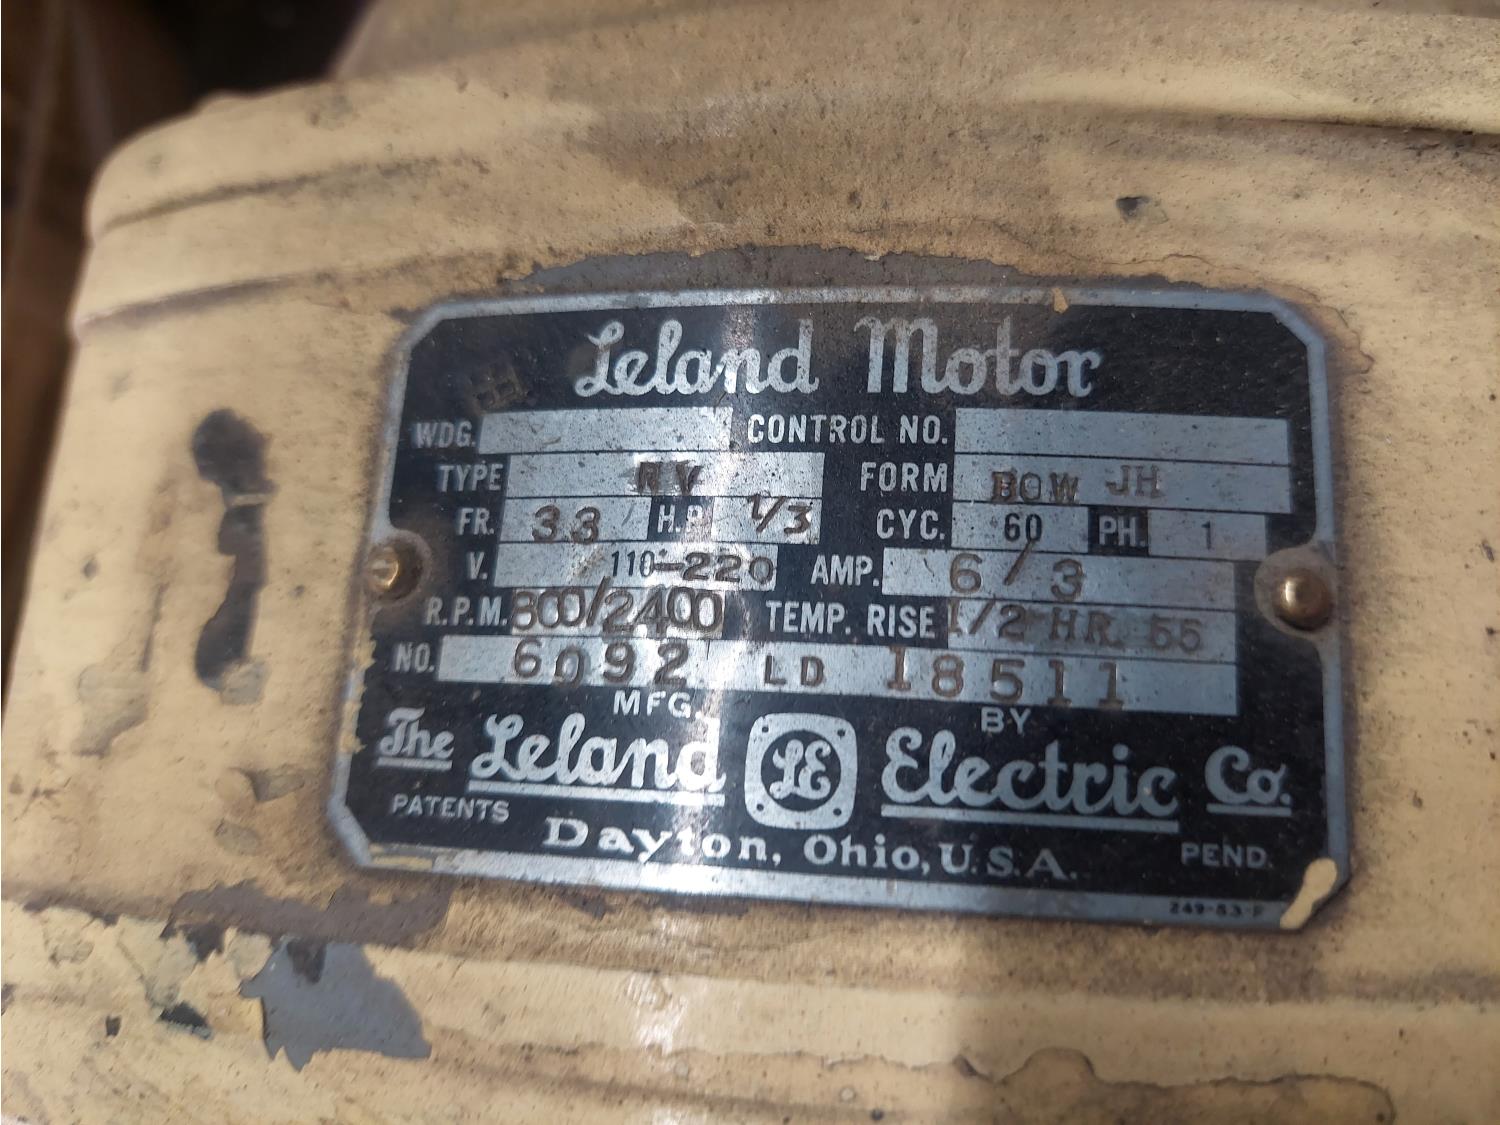 Leland Motor
WDG. CONTROL NO.
TYPE RV FORM BOW JH
FR. 33 H.P. 1/3 CYC. 60 PH. 1
V. 110-220 AMP. 6/3
R.P.M. 800/2400 TEMP. RISE 1/2 HR. 55
NO. 6092 LD 18511
MFG. BY
The Leland LE Electric Co.
PATENTS Dayton, Ohio, U.S.A. PEND.
249-53-F